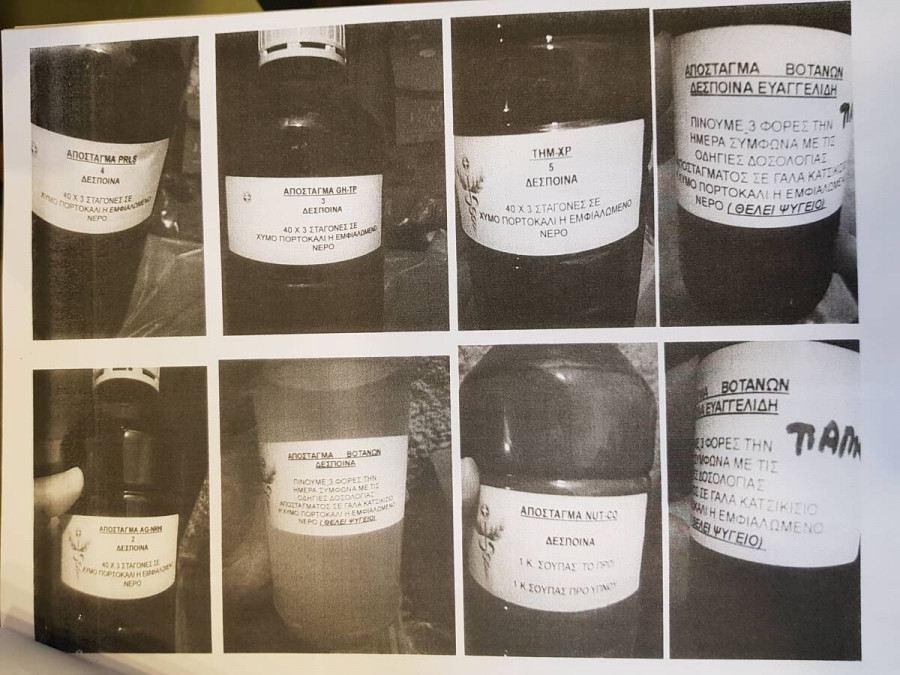 ΑΠΟΣΤΑΓΜΑ PRL5
4
ΔΕΣΠΟΙΝΑ
40 Χ 3 ΣΤΑΓΟΝΕΣ ΣΕ
ΧΥΜΟ ΠΟΡΤΟΚΑΛΙ Η ΕΜΦΙΑΛΩΜΕΝΟ
ΝΕΡΟ
ΑΠΟΣΤΑΓΜΑ GH-TP
3
ΔΕΣΠΟΙΝΑ
40 Χ 3 ΣΤΑΓΟΝΕΣ ΣΕ
ΧΥΜΟ ΠΟΡΤΟΚΑΛΙ Η ΕΜΦΙΑΛΩΜΕΝΟ
ΝΕΡΟ
ΤΗΜ-ΧΡ
5
ΔΕΣΠΟΙΝΑ
40 Χ 3 ΣΤΑΓΟΝΕΣ ΣΕ
ΧΥΜΟ ΠΟΡΤΟΚΑΛΙ Η ΕΜΦΙΑΛΩΜΕΝΟ
ΝΕΡΟ
ΑΠΟΣΤΑΓΜΑ ΒΟΤΑΝΩΝ
ΔΕΣΠΟΙΝΑ ΕΥΑΓΓΕΛΙΔΗ
ΠΙΝΟΥΜΕ 3 ΦΟΡΕΣ ΤΗΝ
ΗΜΕΡΑ ΣΥΜΦΩΝΑ ΜΕ ΤΙΣ
ΟΔΗΓΙΕΣ ΔΟΣΟΛΟΓΙΑΣ
ΑΠΟΣΤΑΓΜΑΤΟΣ ΣΕ ΓΑΛΑ ΚΑΤΣΙΚΙΣΙΟ
Η ΧΥΜΟ ΠΟΡΤΟΚΑΛΙ Η ΕΜΦΙΑΛΩΜΕΝΟ
ΝΕΡΟ ( ΘΕΛΕΙ ΨΥΓΕΙΟ)
ΑΠΟΣΤΑΓΜΑ AG-NRH
2
ΔΕΣΠΟΙΝΑ
40 Χ 3 ΣΤΑΓΟΝΕΣ ΣΕ
ΧΥΜΟ ΠΟΡΤΟΚΑΛΙ Η ΕΜΦΙΑΛΩΜΕΝΟ
ΝΕΡΟ
ΑΠΟΣΤΑΓΜΑ ΒΟΤΑΝΩΝ
ΔΕΣΠΟΙΝΑ
ΠΙΝΟΥΜΕ 3 ΦΟΡΕΣ ΤΗΝ
ΗΜΕΡΑ ΣΥΜΦΩΝΑ ΜΕ ΤΙΣ
ΟΔΗΓΙΕΣ ΔΟΣΟΛΟΓΙΑΣ
ΑΠΟΣΤΑΓΜΑΤΟΣ ΣΕ ΓΑΛΑ ΚΑΤΣΙΚΙΣΙΟ
Η ΧΥΜΟ ΠΟΡΤΟΚΑΛΙ Η ΕΜΦΙΑΛΩΜΕΝΟ
ΝΕΡΟ ( ΘΕΛΕΙ ΨΥΓΕΙΟ)
ΑΠΟΣΤΑΓΜΑ NUT-CO
ΔΕΣΠΟΙΝΑ
1 Κ. ΣΟΥΠΑΣ ΤΟ ΠΡΩΙ
1 Κ. ΣΟΥΠΑΣ ΠΡΟ ΥΠΝΟΥ
ΒΟΤΑΝΩΝ
ΕΥΑΓΓΕΛΙΔΗ
3 ΦΟΡΕΣ ΤΗΝ
ΜΕ ΤΙΣ
ΔΟΣΟΛΟΓΙΑΣ
ΣΕ ΓΑΛΑ ΚΑΤΣΙΚΙΣΙΟ
Η ΕΜΦΙΑΛΩΜΕΝΟ
ΨΥΓΕΙΟ)